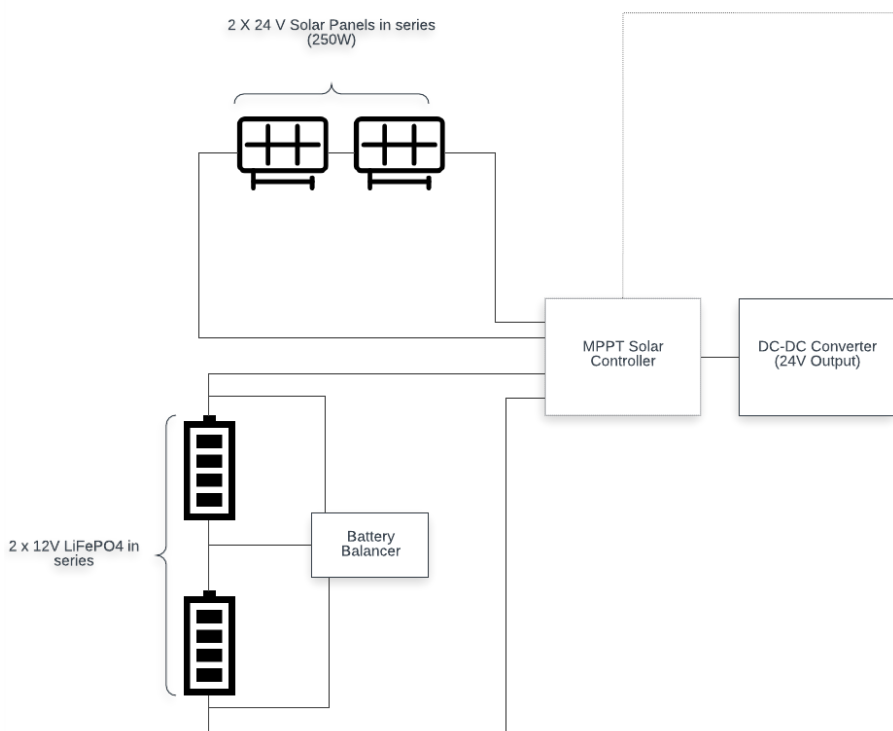 2 X 24 V Solar Panels in series
(250W)
MPPT Solar
Controller
DC-DC Converter
(24V Output)
2 x 12V LiFePO4 in
series
Battery
Balancer